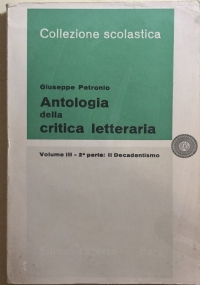 Collezione scolastica
Giuseppe Petronio
Antologia
della
critica letteraria
Volume III - 2ª parte: Il Decadentismo